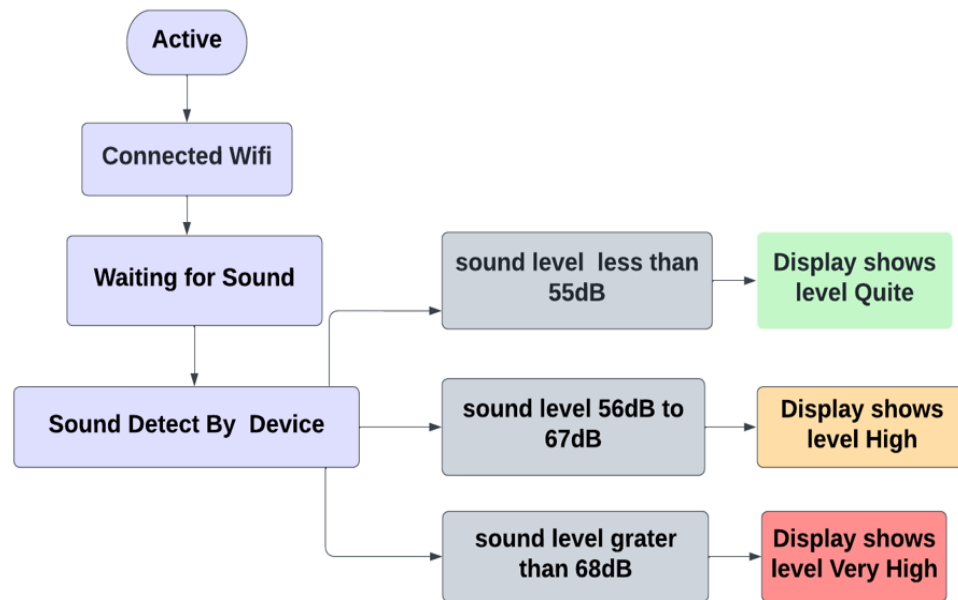 Active
Connected Wifi
Waiting for Sound
Sound Detect By Device
sound level less than
55dB
Display shows
level Quite
sound level 56dB to
67dB
Display shows
level High
sound level grater
than 68dB
Display shows
level Very High